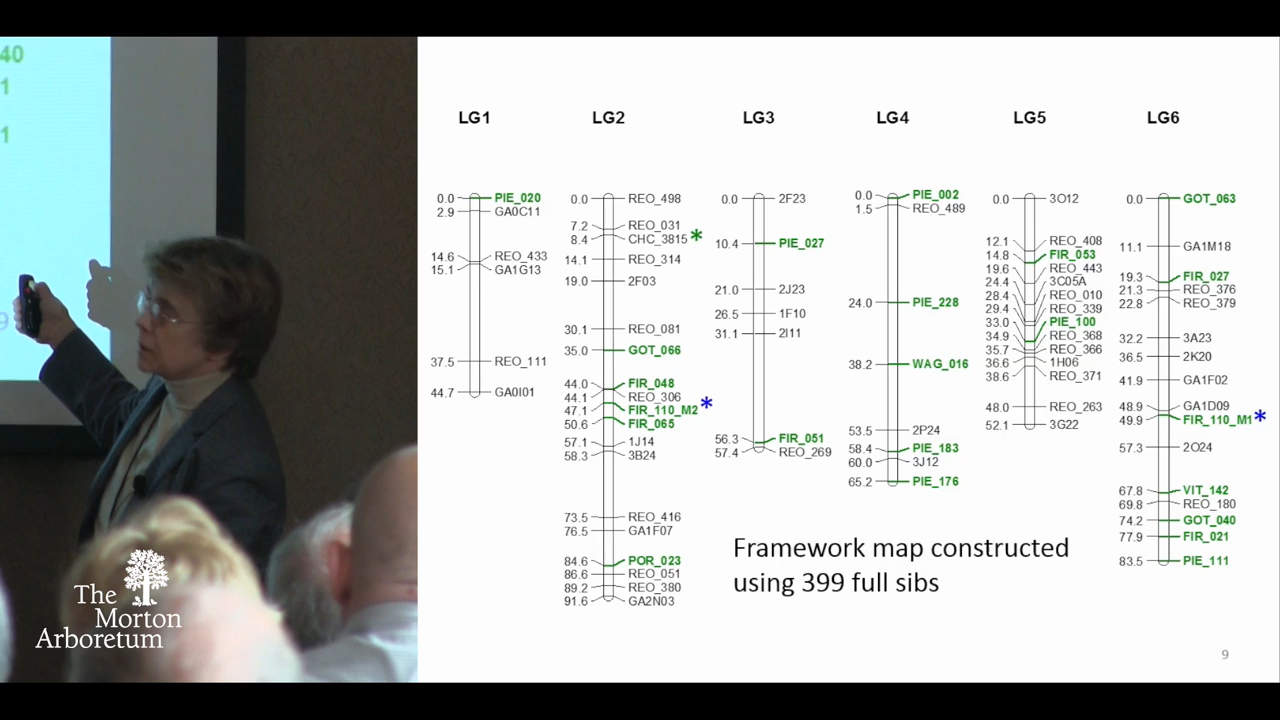 40
1
1
9
The
Morton
Arboretum
LG1 LG2 LG3 LG4 LG5 LG6
0.0 PIE_020
2.9 GA0C11
14.6 REO_433
15.1 GA1G13
37.5 REO_111
44.7 GA0I01
0.0 REO_498
7.2 REO_031
8.4 CHC_3815 *
14.1 REO_314
19.0 2F03
30.1 REO_081
35.0 GOT_066
44.0 FIR_048
44.1 REO_306
47.1 FIR_110_M2 *
50.6 FIR_065
57.1 1J14
58.3 3B24
73.5 REO_416
76.5 GA1F07
84.6 POR_023
86.6 REO_051
89.2 REO_380
91.6 GA2N03
0.0 2F23
10.4 PIE_027
21.0 2J23
26.5 1F10
31.1 2I11
56.3 FIR_051
57.4 REO_269
0.0 PIE_002
1.5 REO_489
24.0 PIE_228
38.2 WAG_016
53.5 2P24
58.4 PIE_183
60.0 3J12
65.2 PIE_176
0.0 3O12
12.1 REO_408
14.8 FIR_053
19.6 REO_443
24.4 3C05A
28.4 REO_010
29.4 REO_339
33.0 PIE_100
34.9 REO_368
35.7 REO_366
36.6 1H06
38.6 REO_371
48.0 REO_263
52.1 3G22
0.0 GOT_063
11.1 GA1M18
19.3 FIR_027
21.3 REO_376
22.8 REO_379
32.2 3A23
36.5 2K20
41.9 GA1F02
48.9 GA1D09
49.9 FIR_110_M1 *
57.3 2O24
67.8 VIT_142
69.8 REO_180
74.2 GOT_040
77.9 FIR_021
83.5 PIE_111
Framework map constructed
using 399 full sibs
9